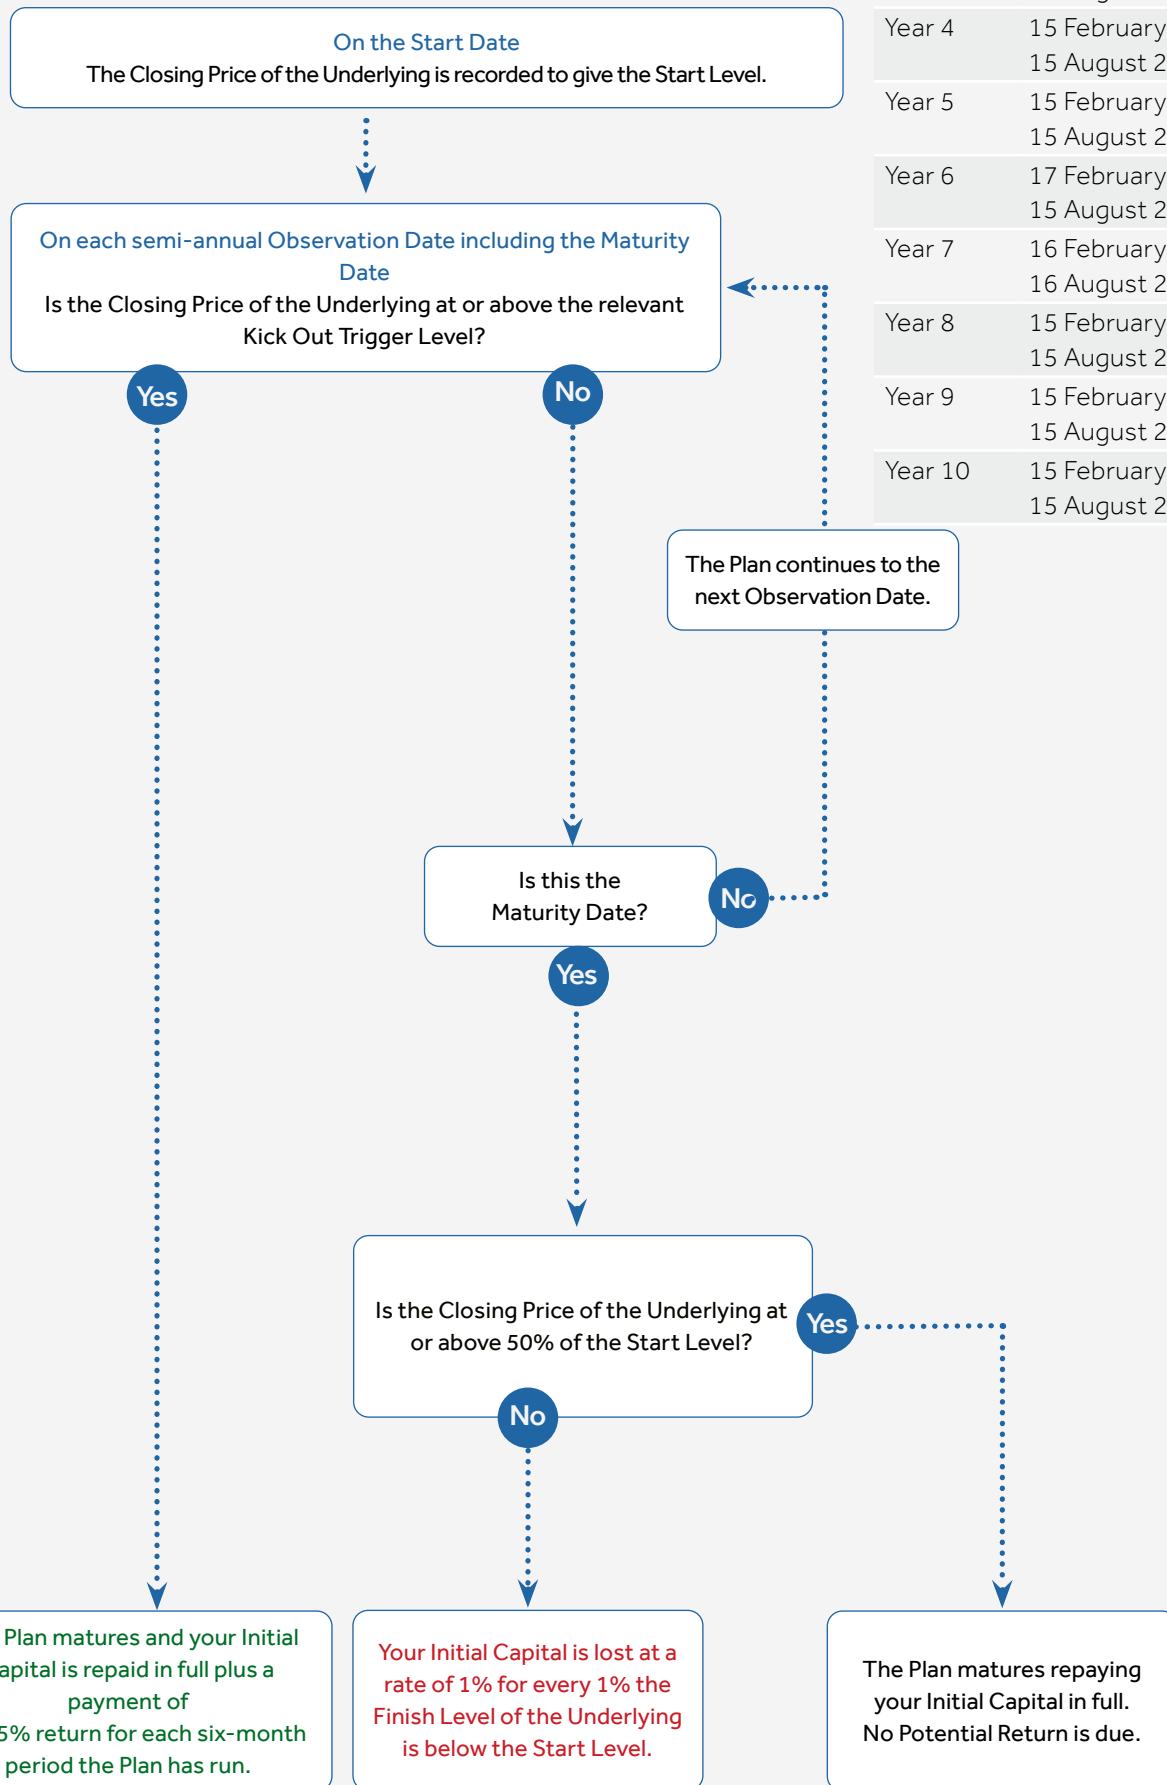 On the Start Date
The Closing Price of the Underlying is recorded to give the Start Level.
On each semi-annual Observation Date including the Maturity
Date
Is the Closing Price of the Underlying at or above the relevant
Kick Out Trigger Level?
Yes
No
Year 4 15 February
15 August 2
Year 5 15 February
15 August 2
Year 6 17 February
15 August 2
Year 7 16 February
16 August 2
Year 8 15 February
15 August 2
Year 9 15 February
15 August 2
Year 10 15 February
15 August 2
The Plan continues to the
next Observation Date.
Is this the
Maturity Date?
No
Yes
Is the Closing Price of the Underlying at
or above 50% of the Start Level?
Yes
No
Plan matures and your Initial
apital is repaid in full plus a
payment of
5% return for each six-month
period the Plan has run.
Your Initial Capital is lost at a
rate of 1% for every 1% the
Finish Level of the Underlying
is below the Start Level.
The Plan matures repaying
your Initial Capital in full.
No Potential Return is due.